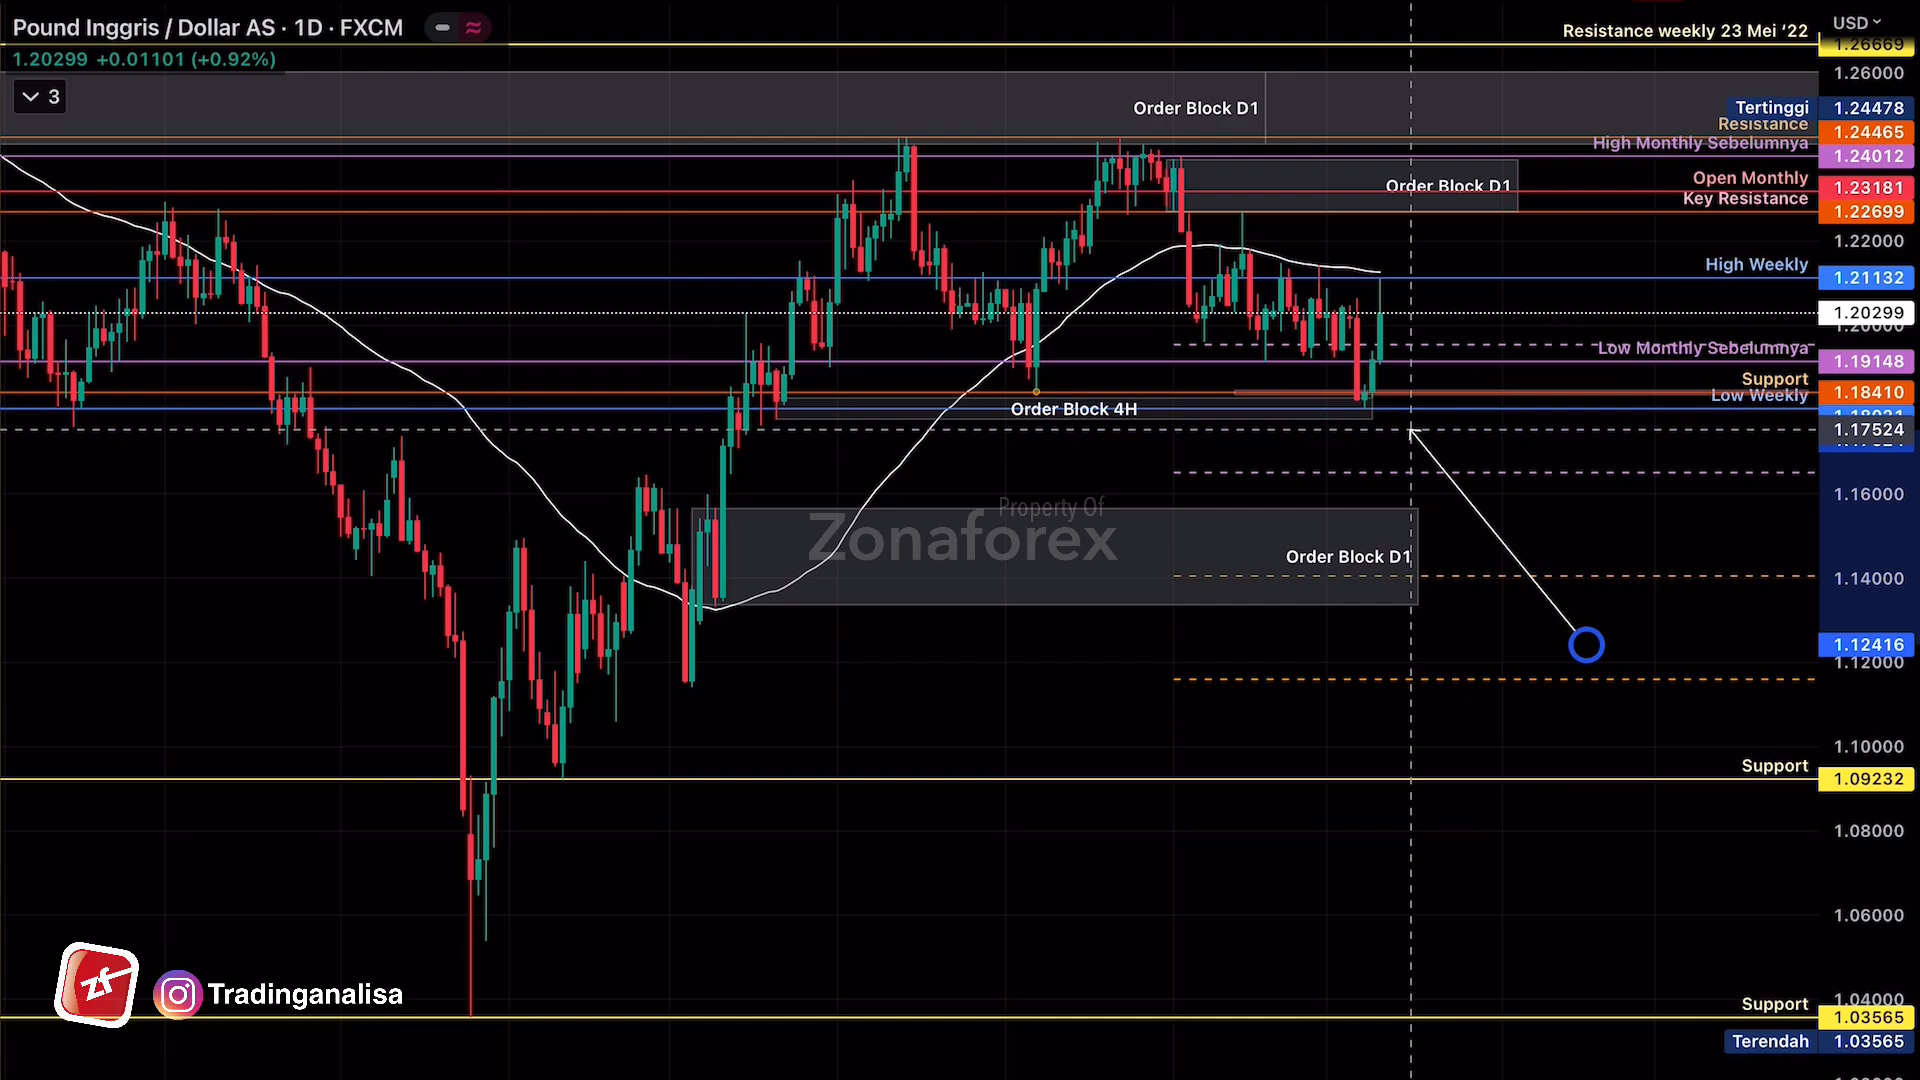 Pound Inggris / Dollar AS · 1D · FXCM
1.20299 +0.01101 (+0.92%)
3
USD
Resistance weekly 23 Mei ‘22
1.26669
1.26000
Order Block D1
Tertinggi 1.24478
Resistance 1.24465
High Monthly Sebelumnya 1.24012
Order Block D1
Open Monthly 1.23181
Key Resistance 1.22699
1.22000
High Weekly 1.21132
1.20299
1.20000
Low Monthly Sebelumnya 1.19148
Support 1.18410
Low Weekly
Order Block 4H
1.17524
1.16000
Property Of
Zonaforex
Order Block D1
1.14000
1.12416
1.12000
1.10000
Support 1.09232
1.08000
1.06000
zf
Tradinganalisa
1.04000
Support 1.03565
Terendah 1.03565